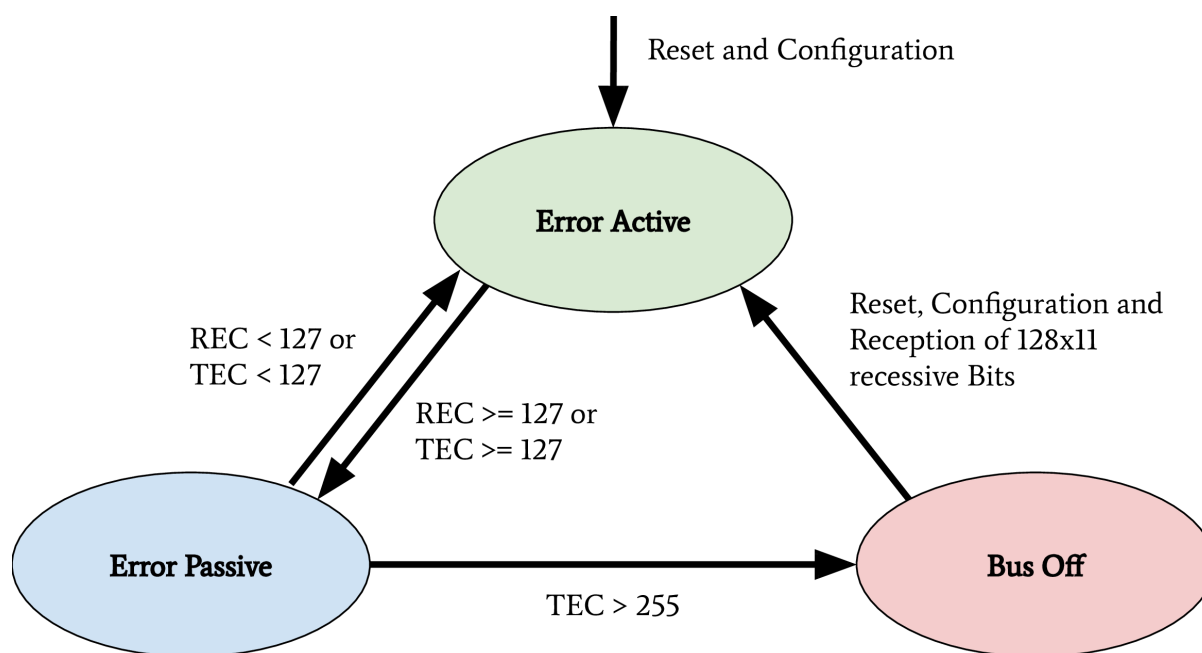 Reset and Configuration
Error Active
Reset, Configuration and
Reception of 128x11
recessive Bits
REC < 127 or
TEC < 127
REC >= 127 or
TEC >= 127
Error Passive
Bus Off
TEC > 255